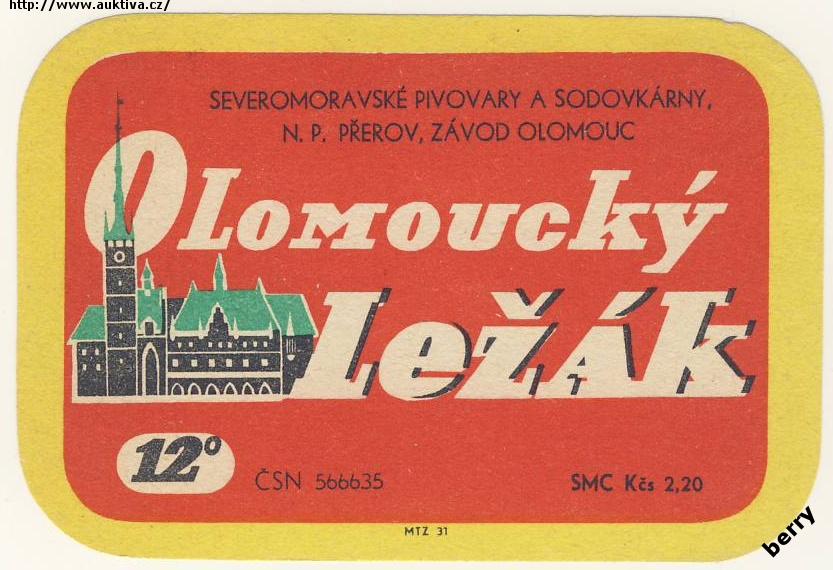 http://www.auktiva.cz/
SEVEROMORAVSKÉ PIVOVARY A SODOVKÁRNY,
N. P. PŘEROV, ZÁVOD OLOMOUC
Olomoucký
Ležák
12°
ČSN 566635
SMC Kčs 2,20
MTZ 31
berry